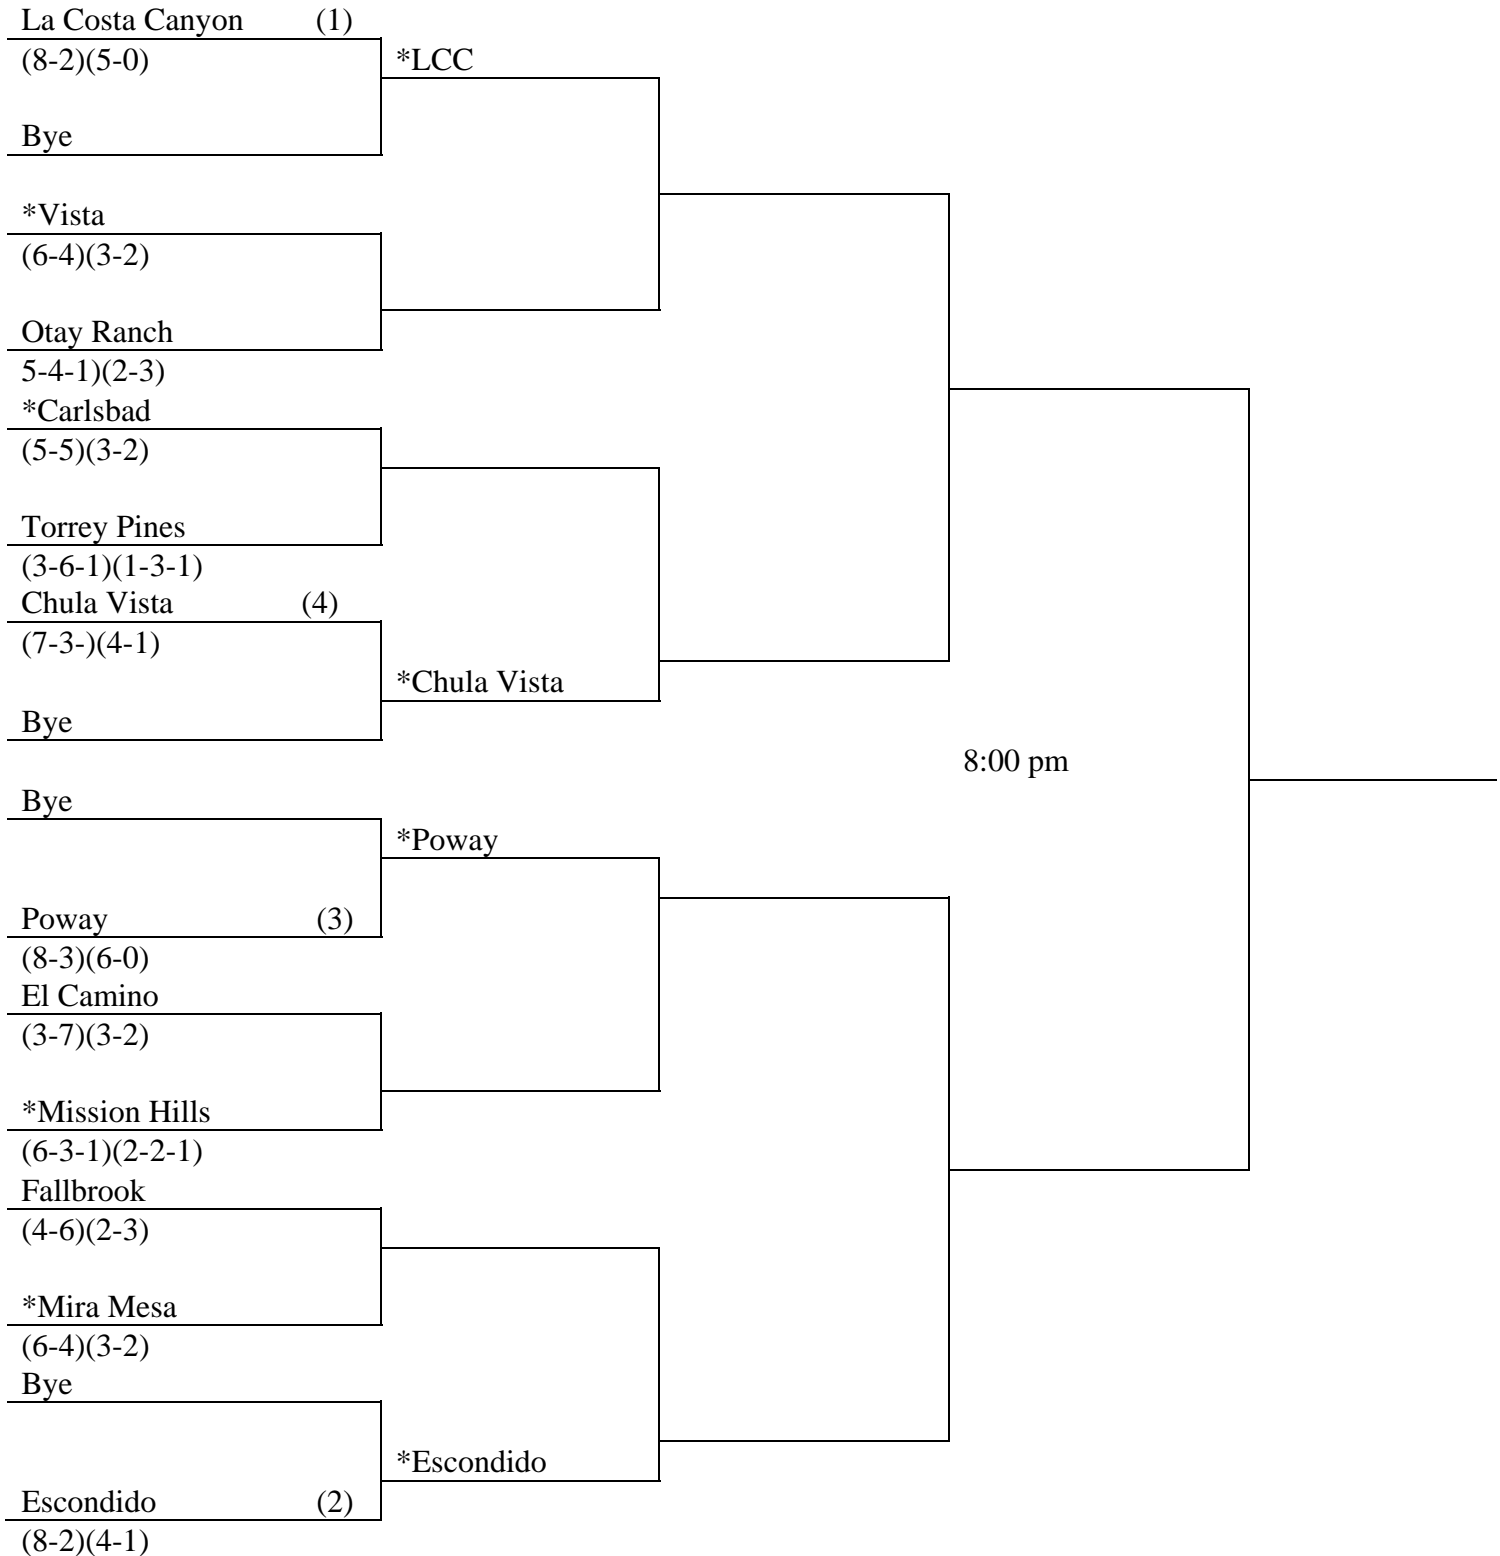 La Costa Canyon (1)
(8-2)(5-0)
*LCC
Bye
*Vista
(6-4)(3-2)
Otay Ranch
5-4-1)(2-3)
*Carlsbad
(5-5)(3-2)
Torrey Pines
(3-6-1)(1-3-1)
Chula Vista (4)
(7-3-)(4-1)
*Chula Vista
Bye
8:00 pm
Bye
*Poway
Poway (3)
(8-3)(6-0)
El Camino
(3-7)(3-2)
*Mission Hills
(6-3-1)(2-2-1)
Fallbrook
(4-6)(2-3)
*Mira Mesa
(6-4)(3-2)
Bye
*Escondido
Escondido (2)
(8-2)(4-1)